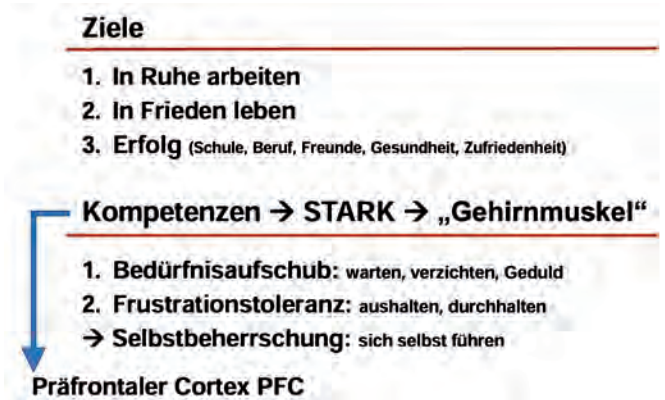 Ziele
1. In Ruhe arbeiten
2. In Frieden leben
3. Erfolg (Schule, Beruf, Freunde, Gesundheit, Zufriedenheit)
Kompetenzen → STARK → „Gehirnmuskel“
1. Bedürfnisaufschub: warten, verzichten, Geduld
2. Frustrationstoleranz: aushalten, durchhalten
→ Selbstbeherrschung: sich selbst führen
Präfrontaler Cortex PFC